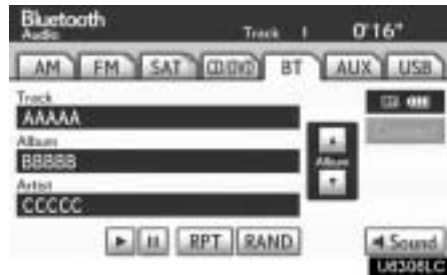 Bluetooth
Audio
Track 1 0'16"
AM FM SAT CD/DVD BT AUX USB
Track
AAAAA
Album
BBBBB
Album
Artist
CCCCC
RPT RAND
Sound